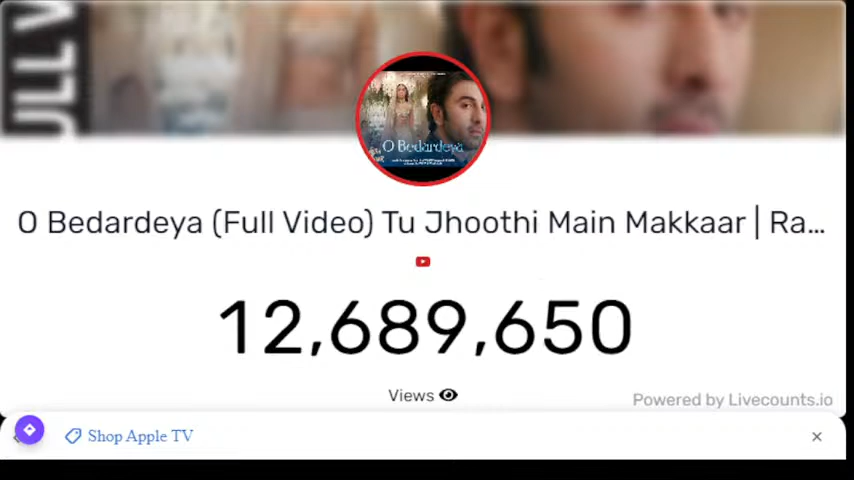 ULL V
O Bedardeya
O Bedardeya (Full Video) Tu Jhoothi Main Makkaar | Ra...
12,689,650
Views
Powered by Livecounts.io
Shop Apple TV